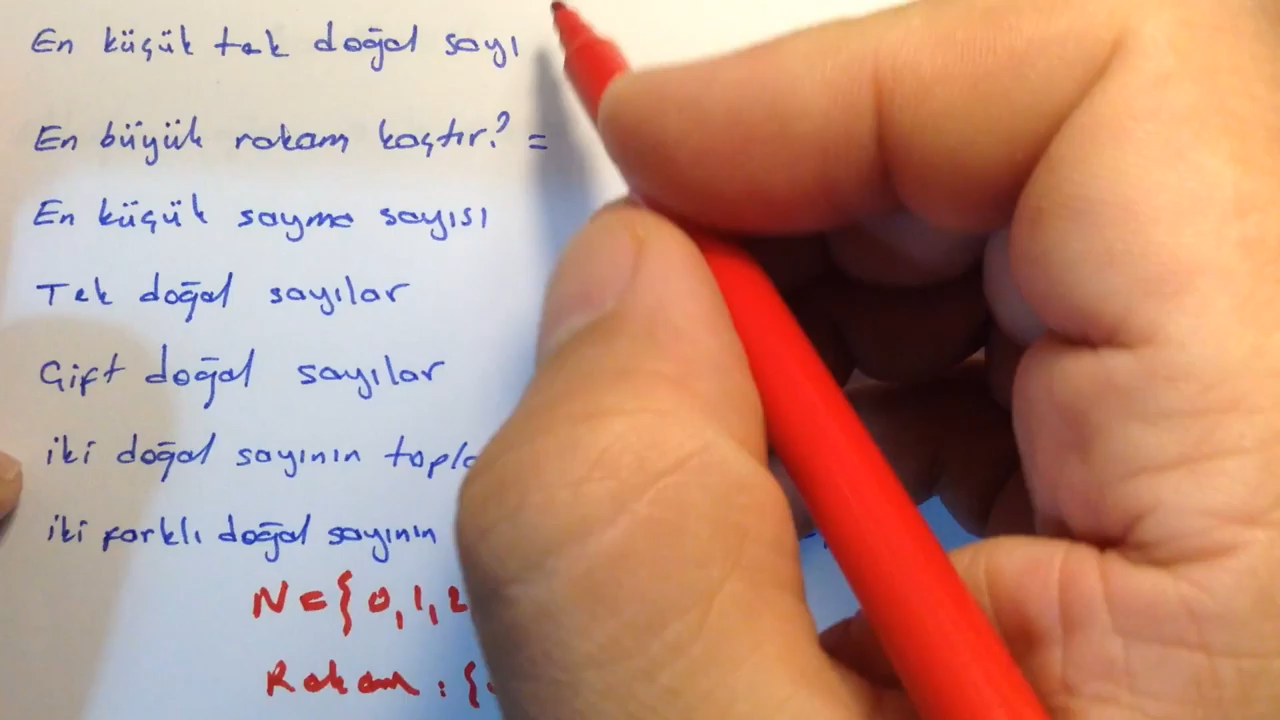 En küçük tek doğal sayı
En büyük rakam kaçtır? =
En küçük sayma sayısı
Tek doğal sayılar
Çift doğal sayılar
iki doğal sayının topla
iki farklı doğal sayının
N = { 0, 1, 2
Rakam : {